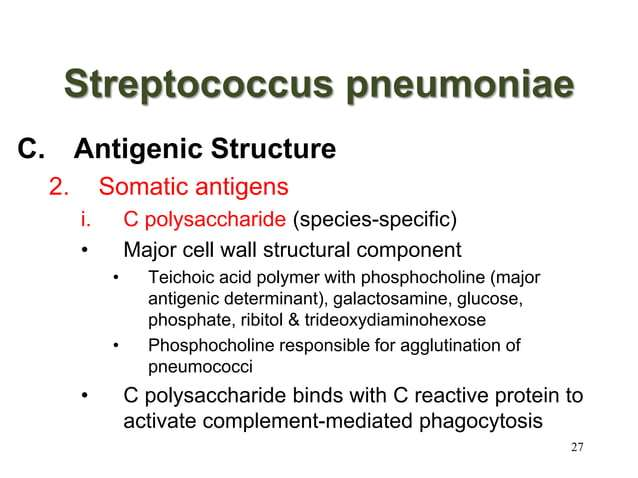 Streptococcus pneumoniae
C. Antigenic Structure
2. Somatic antigens
i. C polysaccharide (species-specific)
• Major cell wall structural component
• Teichoic acid polymer with phosphocholine (major
antigenic determinant), galactosamine, glucose,
phosphate, ribitol & trideoxydiaminohexose
• Phosphocholine responsible for agglutination of
pneumococci
• C polysaccharide binds with C reactive protein to
activate complement-mediated phagocytosis
27